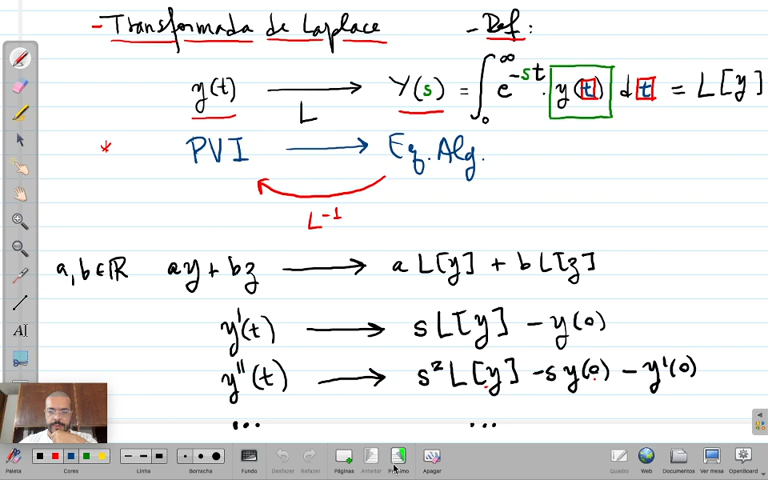 - Transformada de Laplace - Def:
y(t) → Y(s) = ∫₀^∞ e^{-st} · y(t) dt = L[y]
L
* PVI → Eq. Alg.
L⁻¹
a, b ∈ ℝ ay + bz → a L[y] + b L[z]
y'(t) → s L[y] - y(0)
y''(t) → s² L[y] - s y(0) - y'(0)
... ...
AI
Paleta Cores Linha Borracha Fundo Desfazer Refazer Páginas Anterior Próximo Apagar Quadro Web Documentos Ver mesa OpenBoard